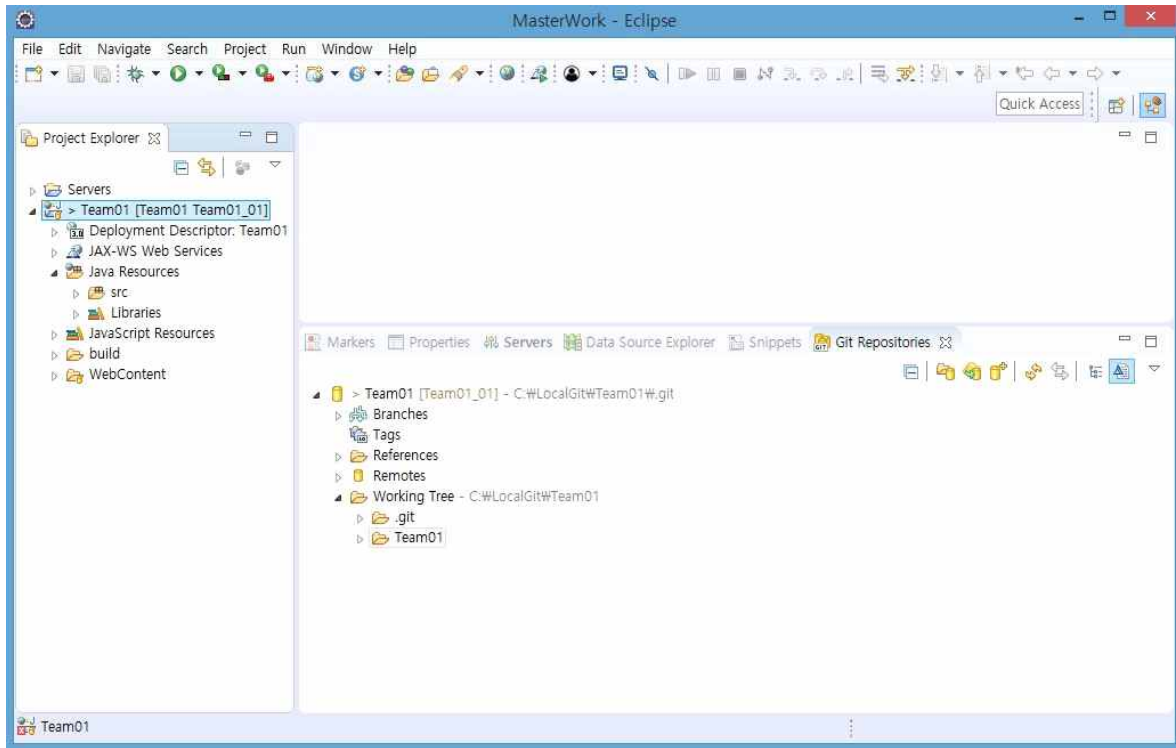 MasterWork - Eclipse
File Edit Navigate Search Project Run Window Help
Quick Access
Project Explorer
Servers
> Team01 [Team01 Team01_01]
Deployment Descriptor: Team01
JAX-WS Web Services
Java Resources
src
Libraries
JavaScript Resources
build
WebContent
Markers Properties Servers Data Source Explorer Snippets Git Repositories
> Team01 [Team01_01] - C:₩LocalGit₩Team01₩.git
Branches
Tags
References
Remotes
Working Tree - C:₩LocalGit₩Team01
.git
Team01
Team01